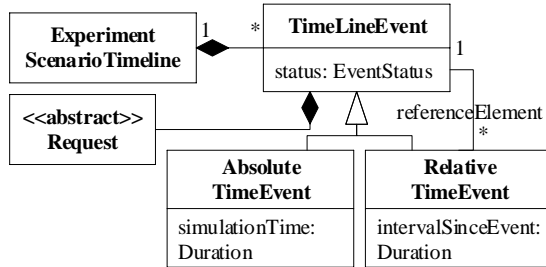 Experiment
ScenarioTimeline
1
*
TimeLineEvent
status: EventStatus
1
<<abstract>>
Request
referenceElement
*
Absolute
TimeEvent
simulationTime:
Duration
Relative
TimeEvent
intervalSinceEvent:
Duration